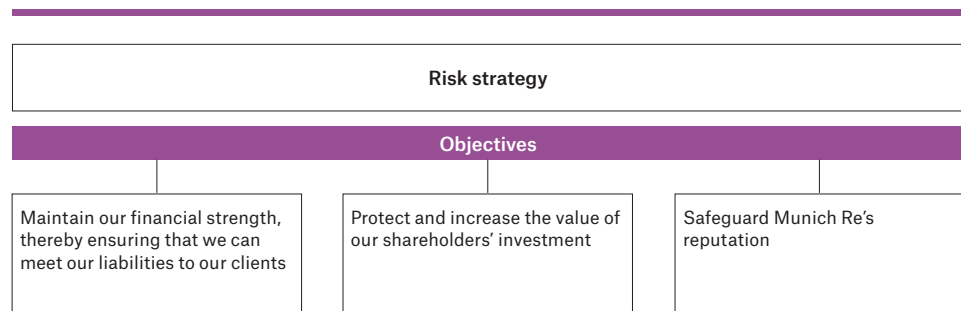 Risk strategy
Objectives
Maintain our financial strength,
thereby ensuring that we can
meet our liabilities to our clients
Protect and increase the value of
our shareholders’ investment
Safeguard Munich Re’s
reputation